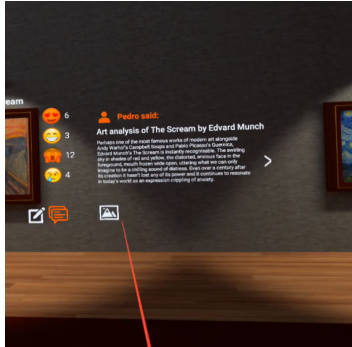 eam
6
3
12
4
Pedro said:
Art analysis of The Scream by Edvard Munch
Perhaps one of the most famous works of modern art alongside
Andy Warhol's Campbell Soups and Pablo Picasso's Guernica,
Edvard Munch's The Scream is instantly recognisable. The swelling
sky in shades of red and yellow, the distorted, anxious face in the
foreground, mouth frozen wide open, uttering what we can only
imagine to be a chilling sound of distress. Even over a century after
its creation it hasn't lost any of its power and it continues to resonate
in today's world as an expression crippling of anxiety.